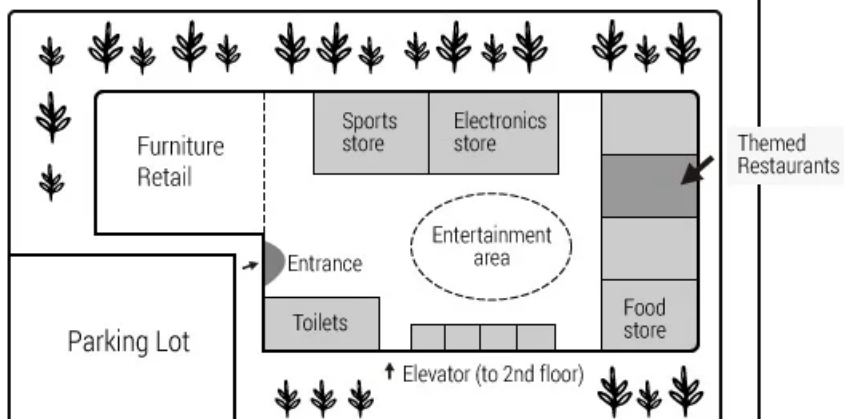 Sports
store
Electronics
store
Furniture
Retail
Themed
Restaurants
Entertainment
area
Entrance
Toilets
Food
store
Parking Lot
Elevator (to 2nd floor)